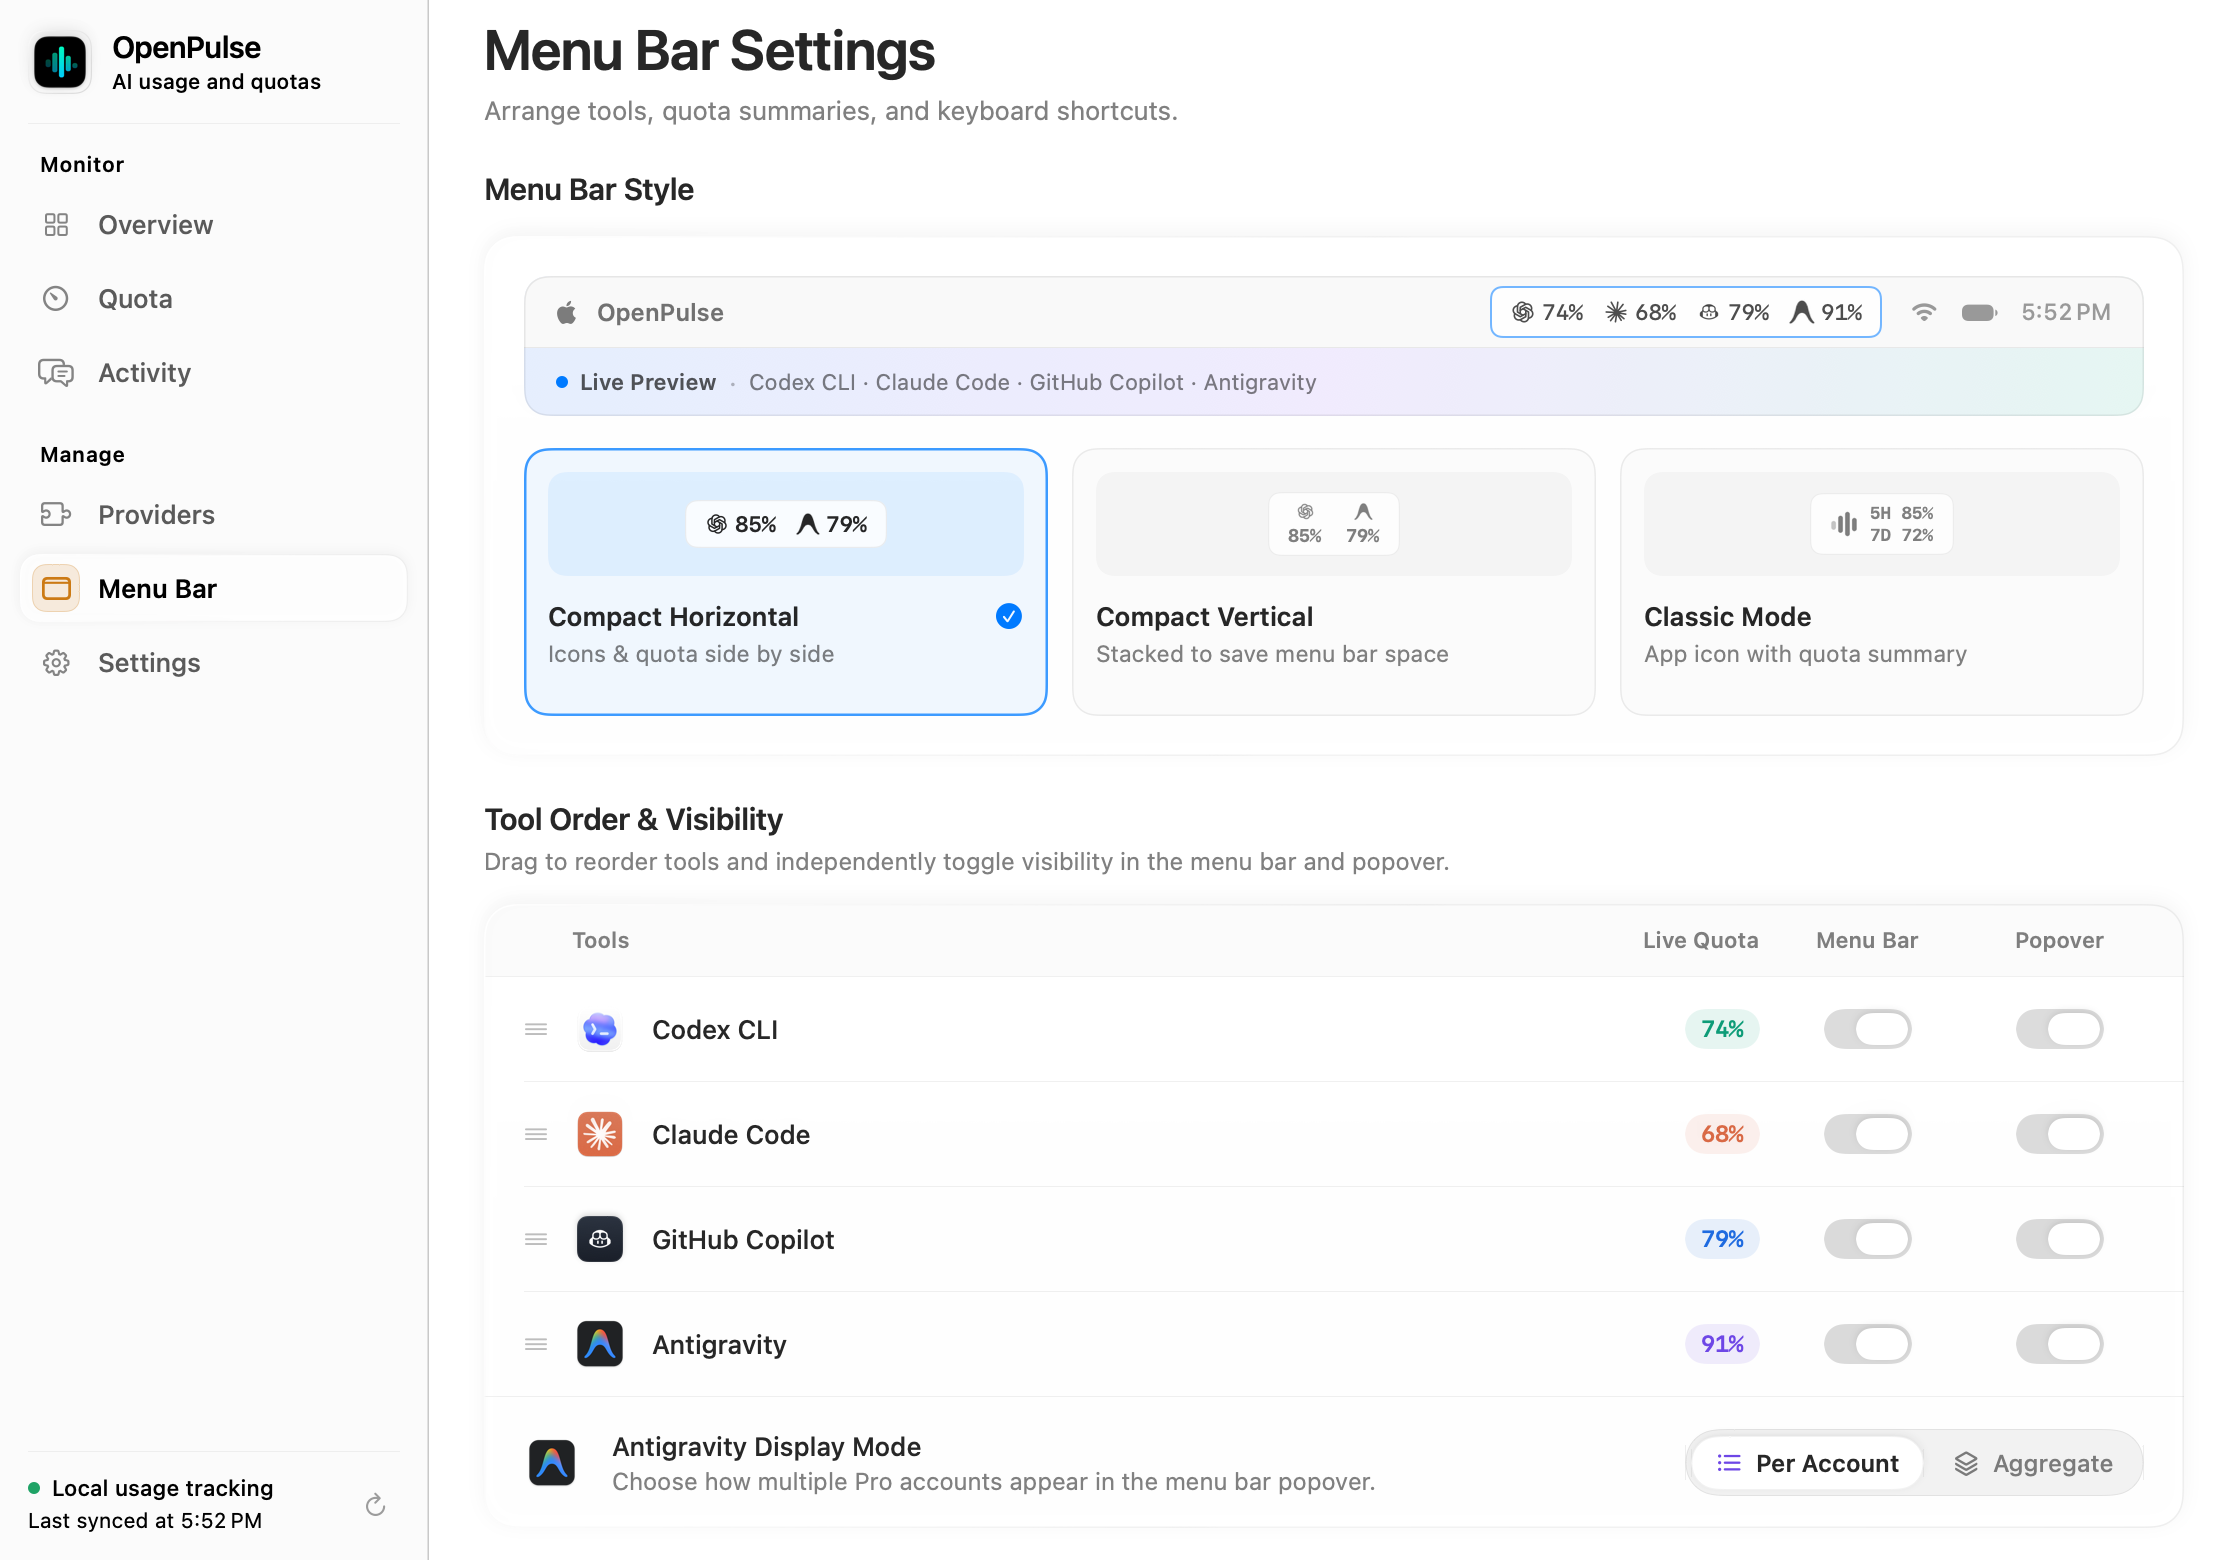 OpenPulse
AI usage and quotas
Monitor
Overview
Quota
Activity
Manage
Providers
Menu Bar
Settings
Local usage tracking
Last synced at 5:52 PM
Menu Bar Settings
Arrange tools, quota summaries, and keyboard shortcuts.
Menu Bar Style
OpenPulse 74% 68% 79% 91% 5:52 PM
Live Preview · Codex CLI · Claude Code · GitHub Copilot · Antigravity
85% 79%
Compact Horizontal
Icons & quota side by side
85% 79%
Compact Vertical
Stacked to save menu bar space
5H 85%
7D 72%
Classic Mode
App icon with quota summary
Tool Order & Visibility
Drag to reorder tools and independently toggle visibility in the menu bar and popover.
Tools Live Quota Menu Bar Popover
Codex CLI 74%
Claude Code 68%
GitHub Copilot 79%
Antigravity 91%
Antigravity Display Mode
Choose how multiple Pro accounts appear in the menu bar popover.
Per Account Aggregate